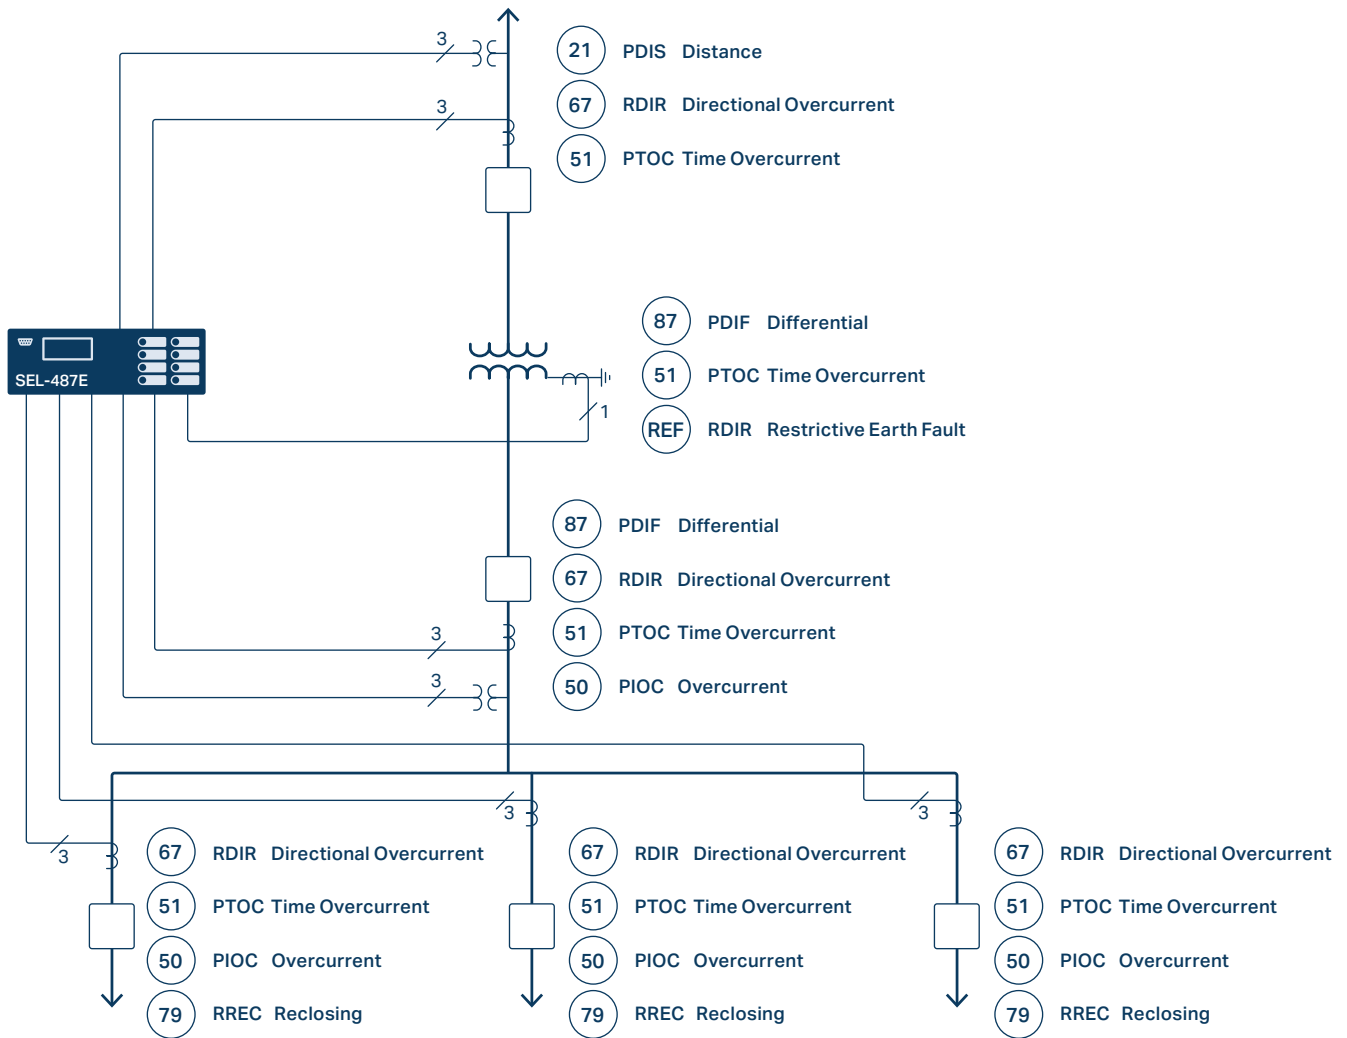 3
21 PDIS Distance
3
67 RDIR Directional Overcurrent
51 PTOC Time Overcurrent
87 PDIF Differential
SEL-487E
51 PTOC Time Overcurrent
1
REF RDIR Restrictive Earth Fault
87 PDIF Differential
67 RDIR Directional Overcurrent
3
51 PTOC Time Overcurrent
3
50 PIOC Overcurrent
3
3
3
67 RDIR Directional Overcurrent
51 PTOC Time Overcurrent
50 PIOC Overcurrent
79 RREC Reclosing
67 RDIR Directional Overcurrent
51 PTOC Time Overcurrent
50 PIOC Overcurrent
79 RREC Reclosing
67 RDIR Directional Overcurrent
51 PTOC Time Overcurrent
50 PIOC Overcurrent
79 RREC Reclosing